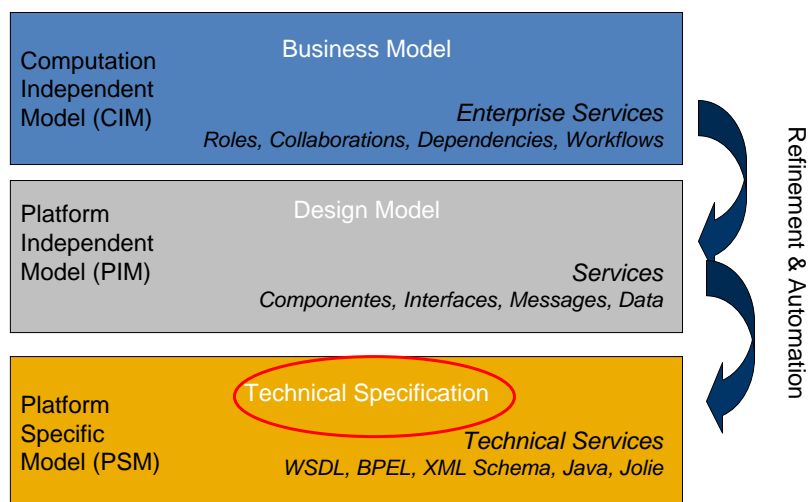 Business Model
Computation
Independent
Model (CIM)
Enterprise Services
Roles, Collaborations, Dependencies, Workflows
Design Model
Platform
Independent
Model (PIM)
Services
Componentes, Interfaces, Messages, Data
Technical Specification
Platform
Specific
Model (PSM)
Technical Services
WSDL, BPEL, XML Schema, Java, Jolie
Refinement & Automation